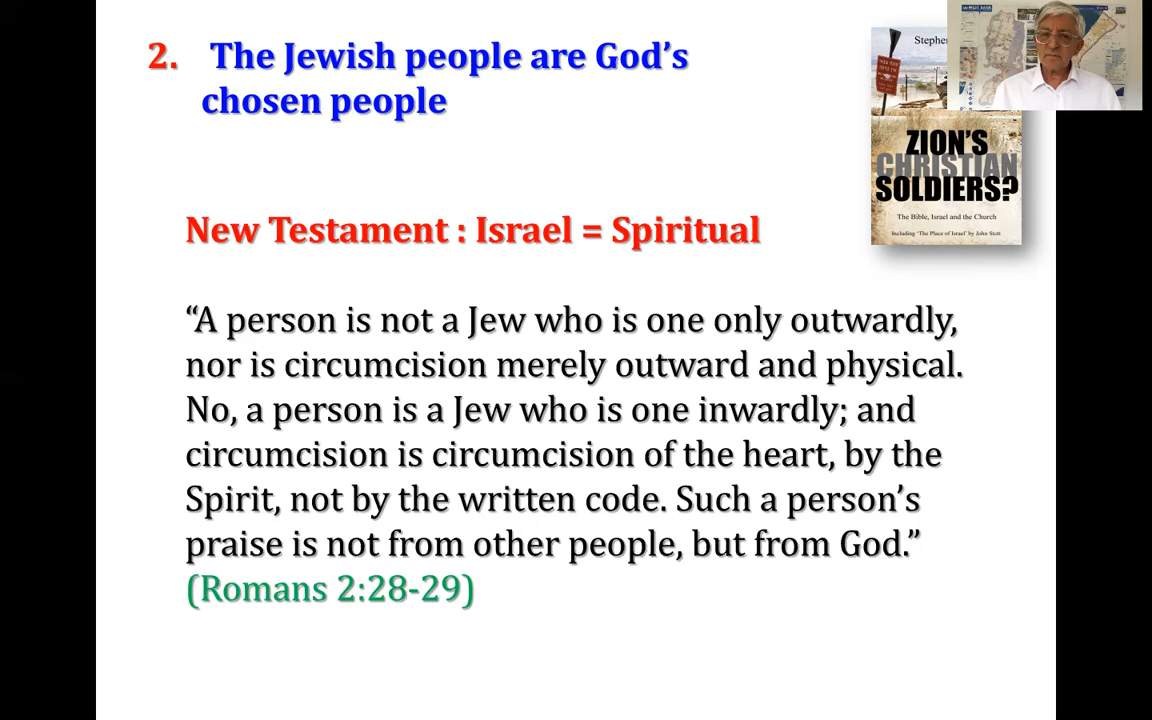 2. The Jewish people are God’s
chosen people
Stephen
ZION’S
CHRISTIAN
SOLDIERS?
The Bible, Israel and the Church
Including ‘The Place of Israel’ by John Stott
New Testament : Israel = Spiritual
“A person is not a Jew who is one only outwardly,
nor is circumcision merely outward and physical.
No, a person is a Jew who is one inwardly; and
circumcision is circumcision of the heart, by the
Spirit, not by the written code. Such a person’s
praise is not from other people, but from God.”
(Romans 2:28-29)